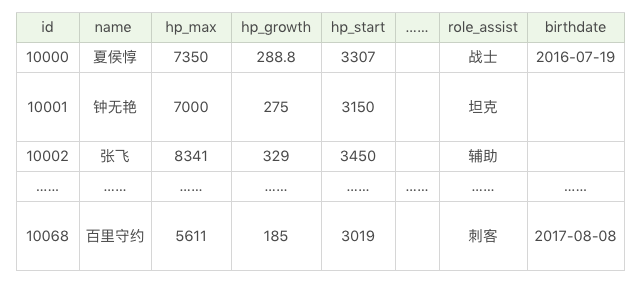 id name hp_max hp_growth hp_start …… role_assist birthdate
10000 夏侯惇 7350 288.8 3307 战士 2016-07-19
10001 钟无艳 7000 275 3150 坦克
10002 张飞 8341 329 3450 辅助
…… …… …… …… …… …… …… ……
10068 百里守约 5611 185 3019 刺客 2017-08-08